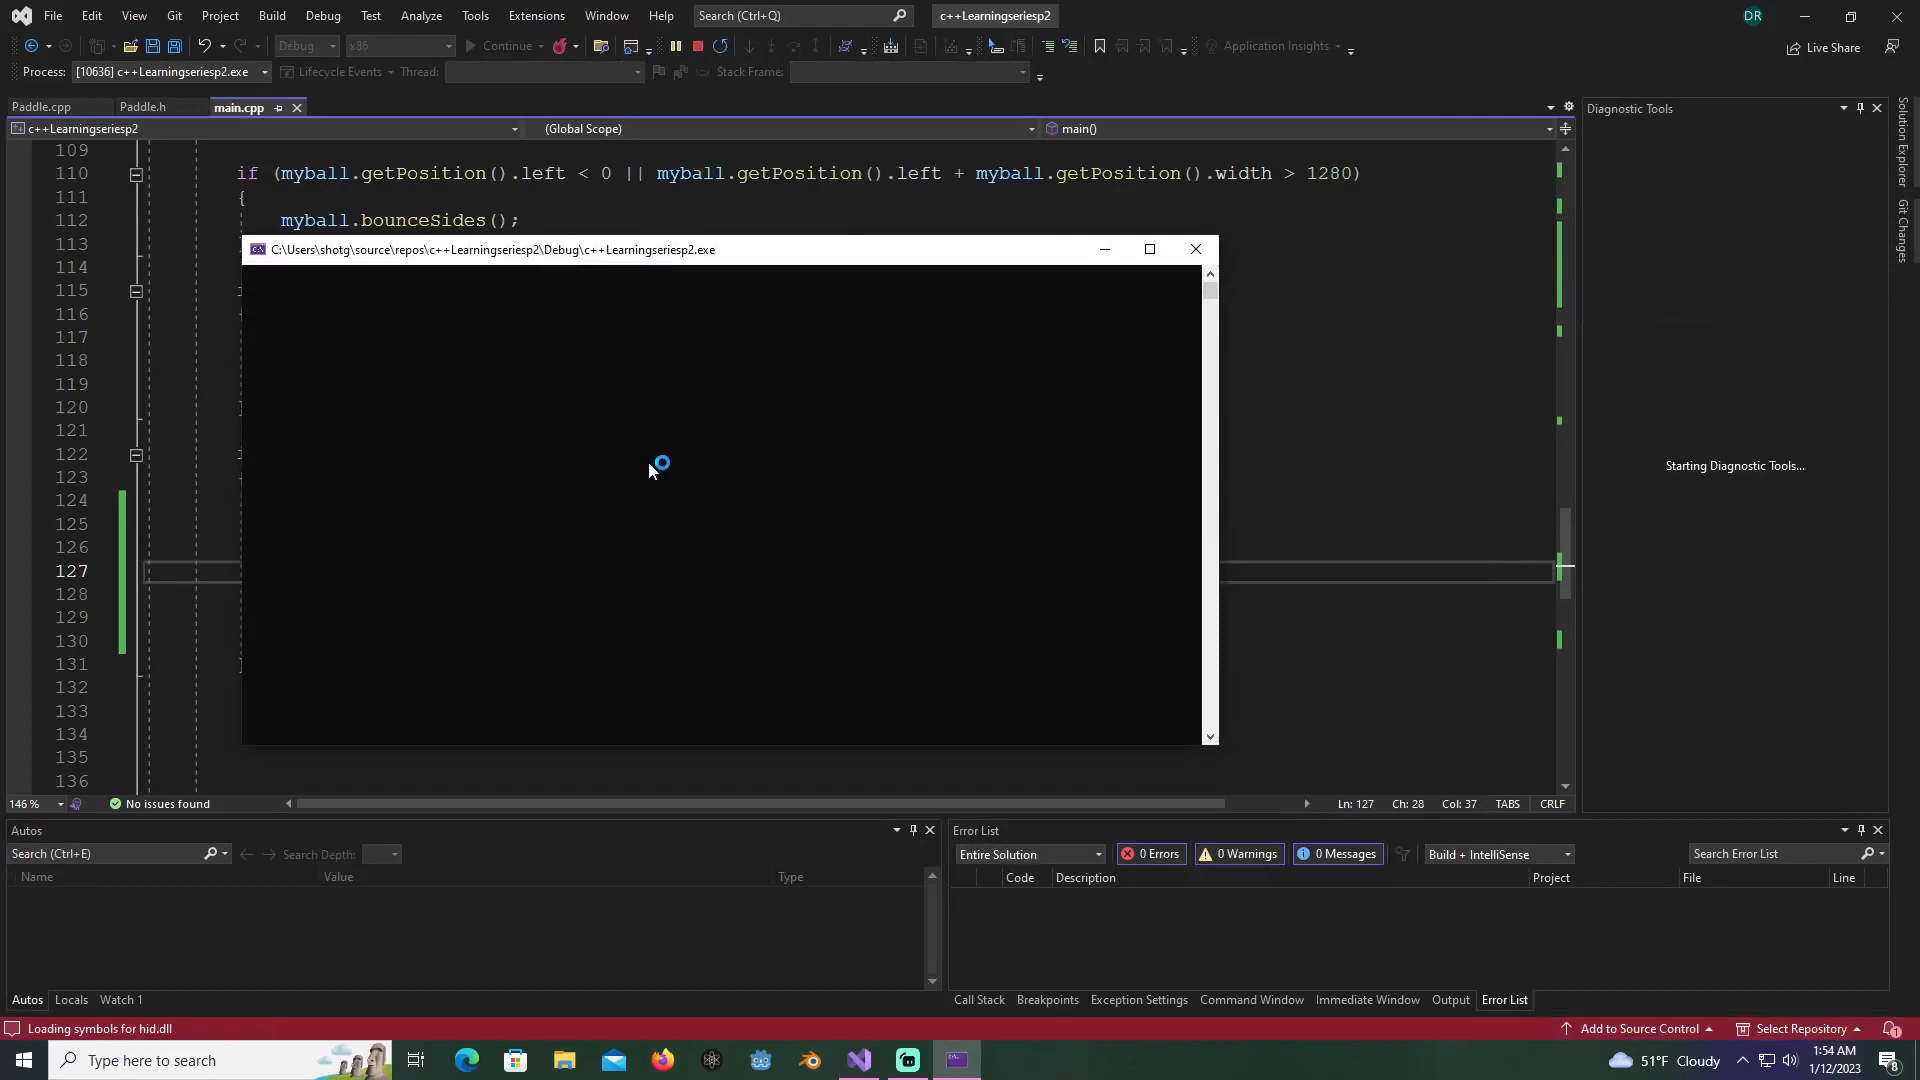 File Edit View Git Project Build Debug Test Analyze Tools Extensions Window Help Search (Ctrl+Q) c++Learningseriesp2 DR
Debug x86 Continue Application Insights Live Share
Process: [10636] c++Learningseriesp2.exe Lifecycle Events Thread: Stack Frame:
Paddle.cpp Paddle.h main.cpp
c++Learningseriesp2 (Global Scope) main()
Diagnostic Tools
Solution Explorer
Git Changes
109
110 if (myball.getPosition().left < 0 || myball.getPosition().left + myball.getPosition().width > 1280)
111 {
112 myball.bounceSides();
113
C:\Users\shotg\source\repos\c++Learningseriesp2\Debug\c++Learningseriesp2.exe
114
115
116
117
118
119
120
121
122
123
124
125
126
127
128
129
130
131
132
133
134
135
136
Starting Diagnostic Tools...
146 % No issues found Ln: 127 Ch: 28 Col: 37 TABS CRLF
Autos
Search (Ctrl+E) Search Depth:
Name Value Type
Autos Locals Watch 1
Error List
Entire Solution 0 Errors 0 Warnings 0 Messages Build + IntelliSense Search Error List
Code Description Project File Line
Call Stack Breakpoints Exception Settings Command Window Immediate Window Output Error List
Loading symbols for hid.dll Add to Source Control Select Repository 1
Type here to search 51°F Cloudy 1:54 AM
1/12/2023
8